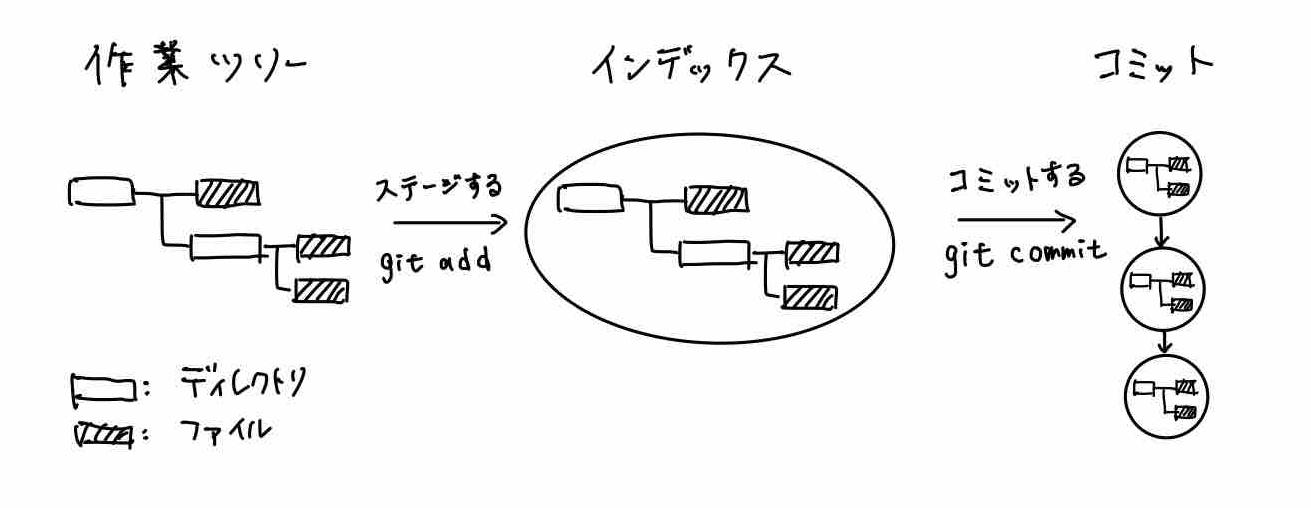 作業ツリー
インデックス
コミット
ステージする
git add
コミットする
git commit
: ディレクトリ
: ファイル